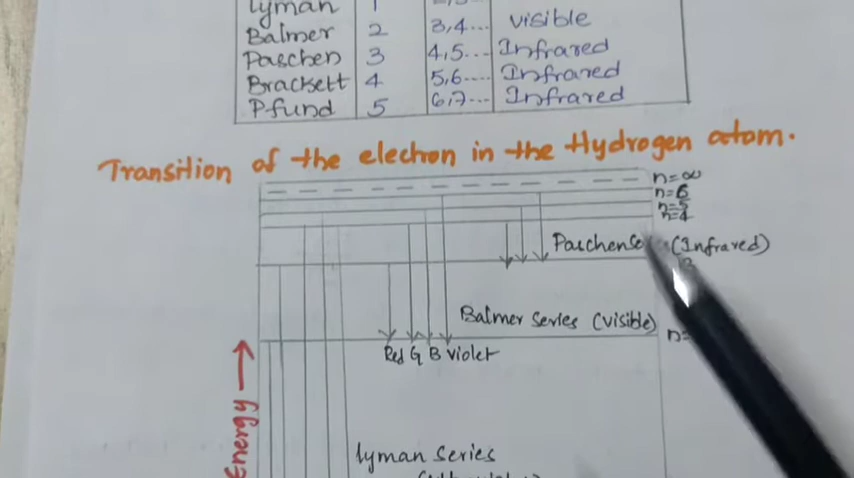 Lyman 1
Balmer 2 3,4... visible
Paschen 3 4,5... Infrared
Brackett 4 5,6.... Infrared
Pfund 5 6,7... Infrared
Transition of the electron in the Hydrogen atom.
n=∞
n=6
n=5
n=4
Paschen (Infrared)
Balmer series (visible)
n=
Red G B violet
Energy
lyman series